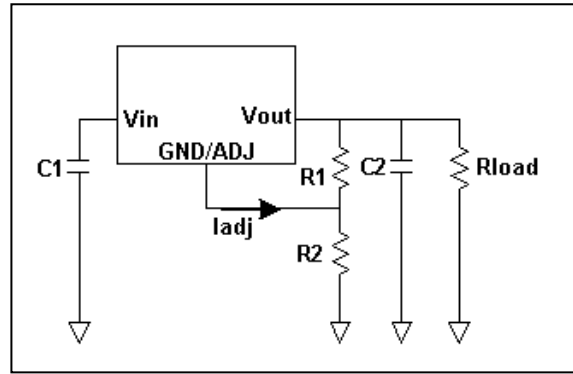 Vin
Vout
GND/ADJ
C1
R1
C2
Rload
Iadj
R2